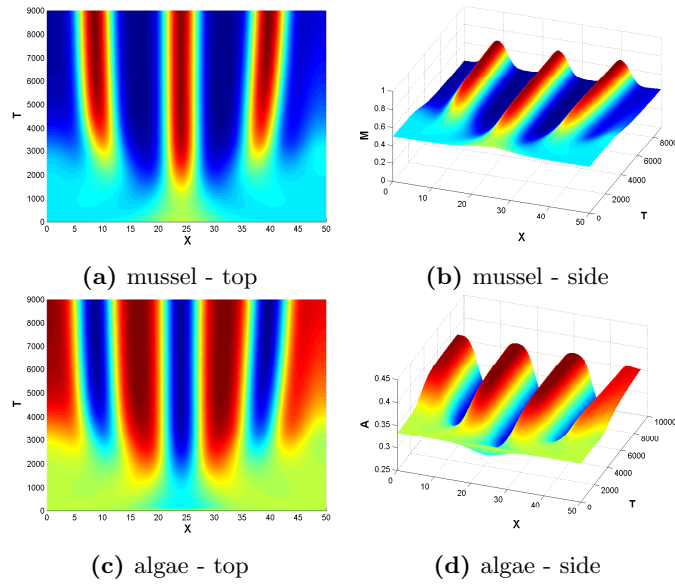 9000
8000
7000
6000
5000
4000
3000
2000
1000
0
T
0 5 10 15 20 25 30 35 40 45 50
X
1
0.8
0.6
0.4
0.2
0
M
0 10 20 30 40 50
X
0 2000 4000 6000 8000
T
(a) mussel - top
(b) mussel - side
9000
8000
7000
6000
5000
4000
3000
2000
1000
0
T
0 5 10 15 20 25 30 35 40 45 50
X
0.45
0.4
0.35
0.3
0.25
A
0 10 20 30 40 50
X
0 2000 4000 6000 8000 10000
T
(c) algae - top
(d) algae - side